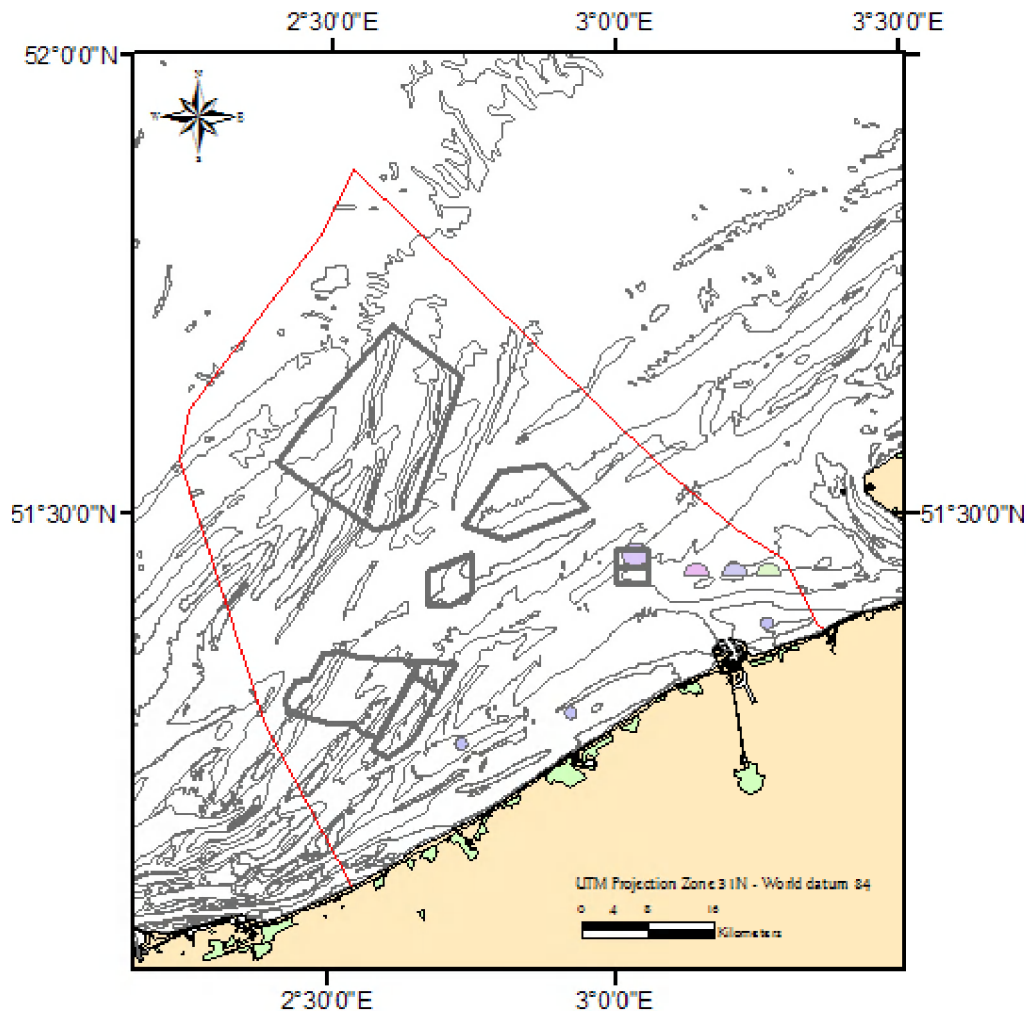 2°30'0"E 3°0'0"E 3°30'0"E
52°0'0"N
N
W E
S
51°30'0"N 51°30'0"N
UTM Projection Zone 31N - World datum 84
0 4 8 16
Kilometers
2°30'0"E 3°0'0"E